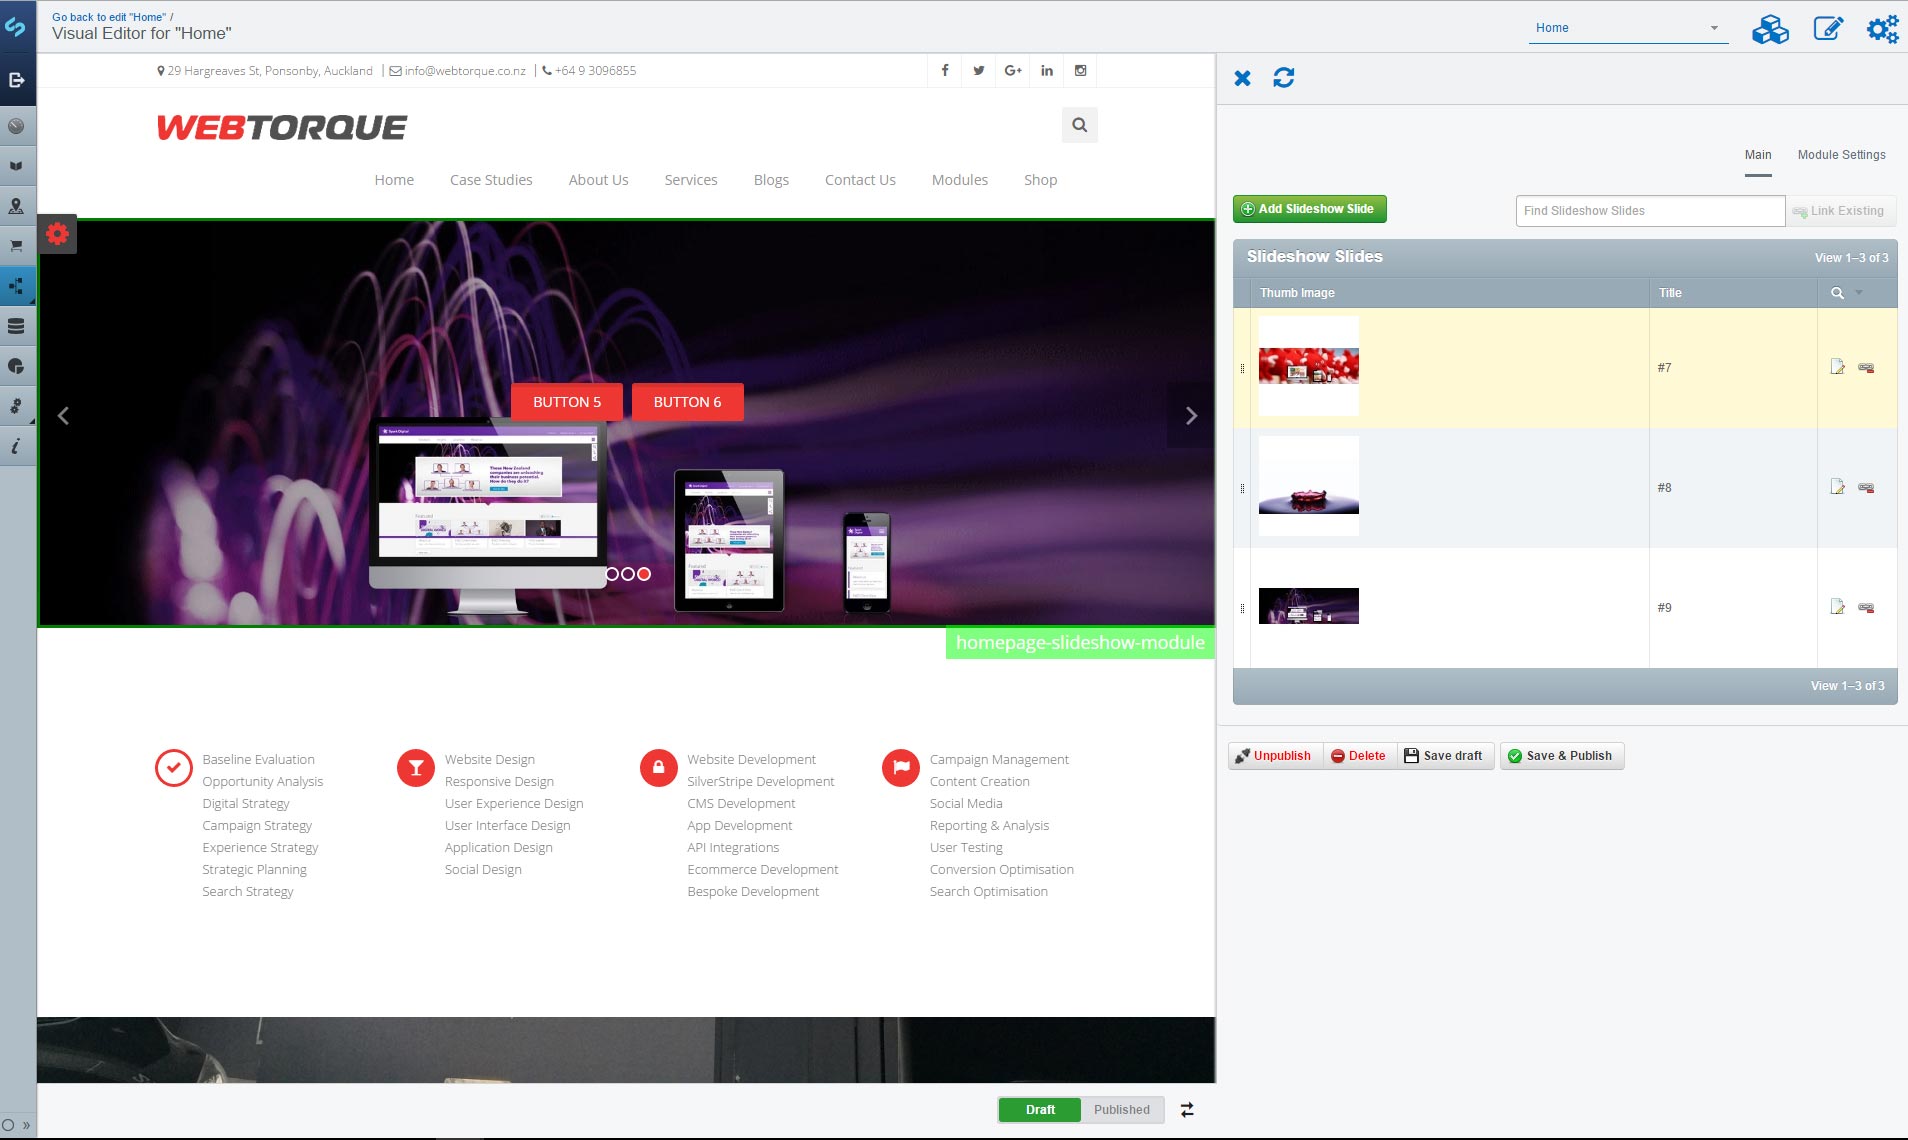 Go back to edit "Home" /
Visual Editor for "Home"
Home
29 Hargreaves St, Ponsonby, Auckland | info@webtorque.co.nz | +64 9 3096855
WEBTORQUE
Home Case Studies About Us Services Blogs Contact Us Modules Shop
BUTTON 5 BUTTON 6
homepage-slideshow-module
Baseline Evaluation
Opportunity Analysis
Digital Strategy
Campaign Strategy
Experience Strategy
Strategic Planning
Search Strategy
Website Design
Responsive Design
User Experience Design
User Interface Design
Application Design
Social Design
Website Development
SilverStripe Development
CMS Development
App Development
API Integrations
Ecommerce Development
Bespoke Development
Campaign Management
Content Creation
Social Media
Reporting & Analysis
User Testing
Conversion Optimisation
Search Optimisation
Draft Published
Main Module Settings
Add Slideshow Slide Find Slideshow Slides Link Existing
Slideshow Slides View 1–3 of 3
Thumb Image Title
#7
#8
#9
View 1–3 of 3
Unpublish Delete Save draft Save & Publish